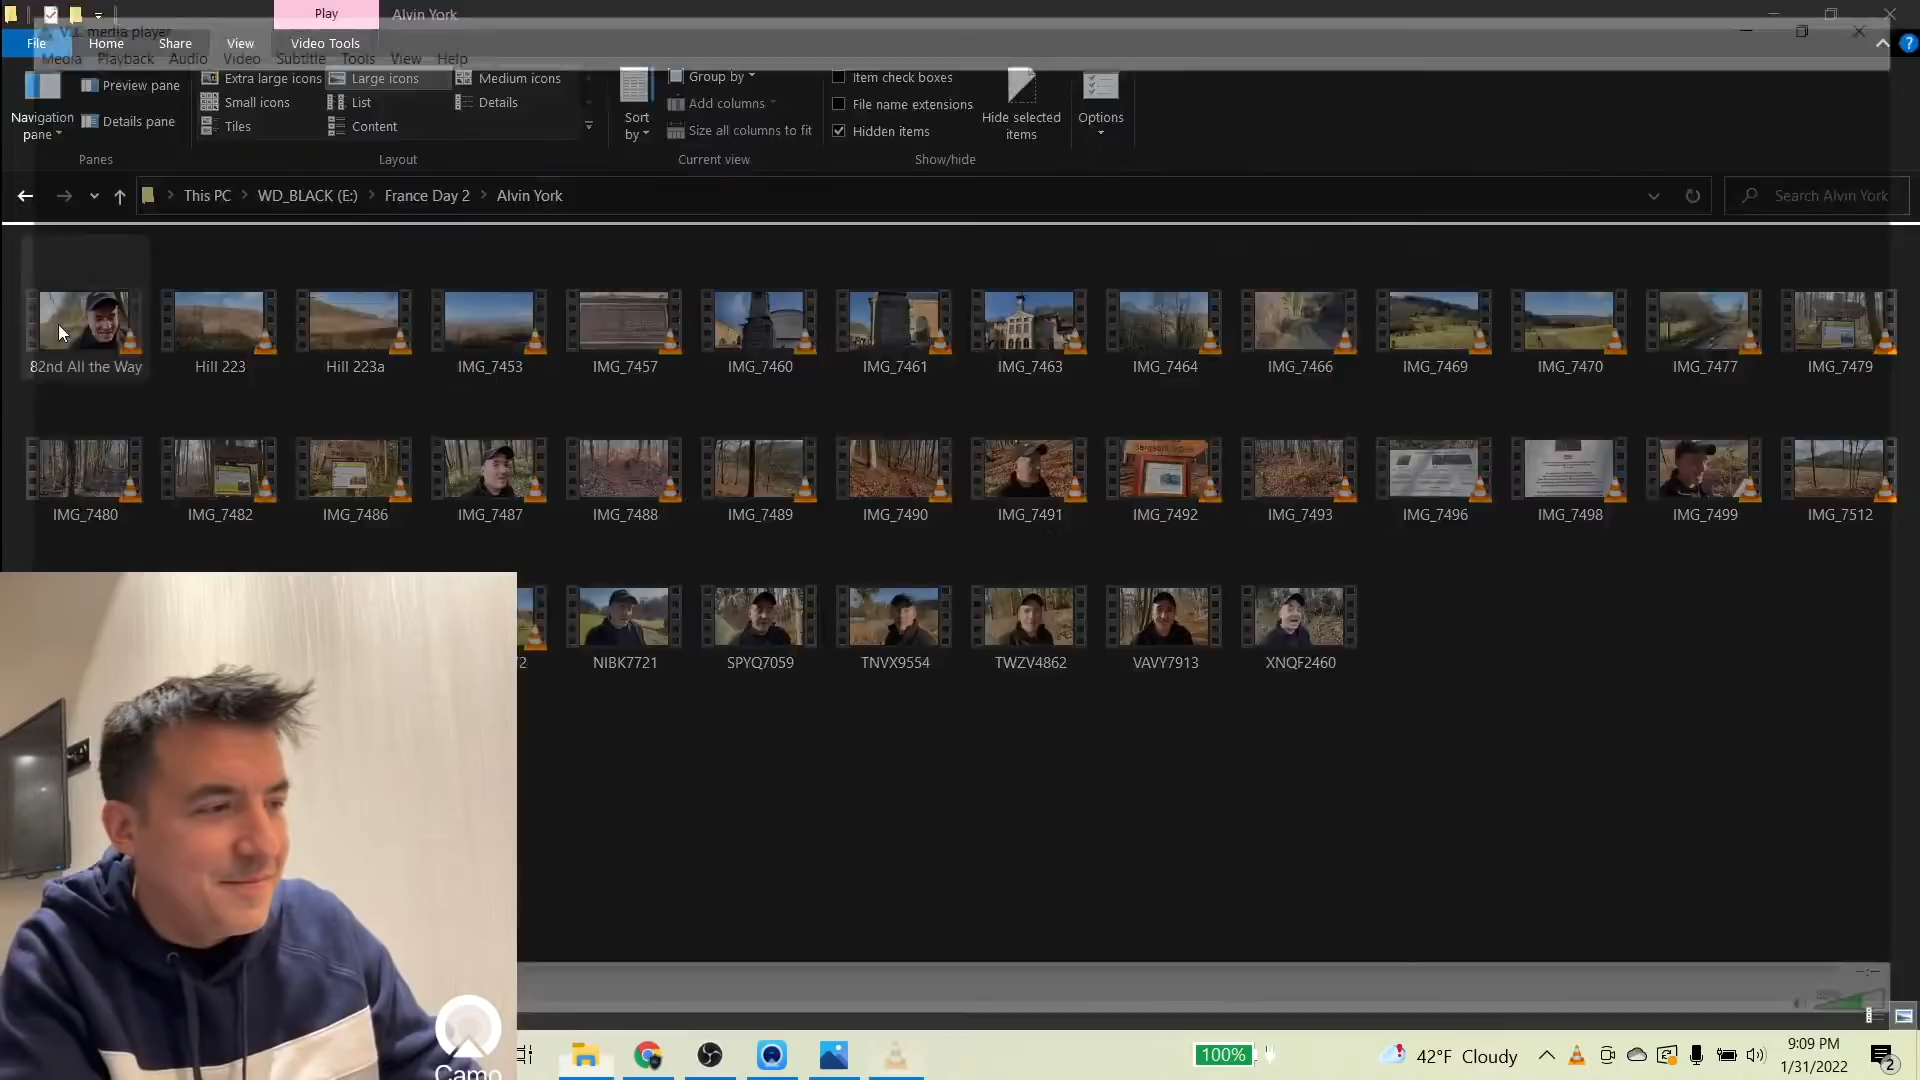 Play
Alvin York
VLC media player
File Home Share View Video Tools
Media Playback Audio Video Subtitle Tools View Help
Navigation pane
Preview pane
Details pane
Panes
Extra large icons Large icons Medium icons
Small icons List Details
Tiles Content
Layout
Sort by
Group by
Add columns
Size all columns to fit
Current view
Item check boxes
File name extensions
Hidden items
Hide selected items
Show/hide
Options
This PC WD_BLACK (E:) France Day 2 Alvin York
Search Alvin York
82nd All the Way Hill 223 Hill 223a IMG_7453 IMG_7457 IMG_7460 IMG_7461 IMG_7463 IMG_7464 IMG_7466 IMG_7469 IMG_7470 IMG_7477 IMG_7479
IMG_7480 IMG_7482 IMG_7486 IMG_7487 IMG_7488 IMG_7489 IMG_7490 IMG_7491 IMG_7492 IMG_7493 IMG_7496 IMG_7498 IMG_7499 IMG_7512
NIBK7721 SPYQ7059 TNVX9554 TWZV4862 VAVY7913 XNQF2460
Camo
100%
42°F Cloudy
9:09 PM
1/31/2022
2